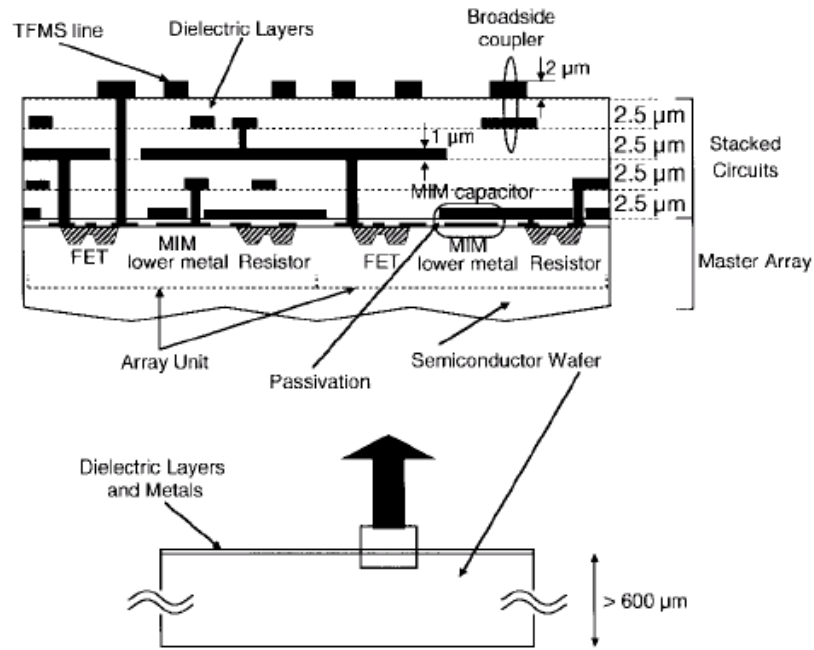 Broadside
coupler
TFMS line
Dielectric Layers
2 µm
2.5 µm
1 µm
2.5 µm
Stacked
Circuits
2.5 µm
MIM capacitor
2.5 µm
FET
MIM
lower metal
Resistor
FET
MIM
lower metal
Resistor
Master Array
Array Unit
Passivation
Semiconductor Wafer
Dielectric Layers
and Metals
> 600 µm